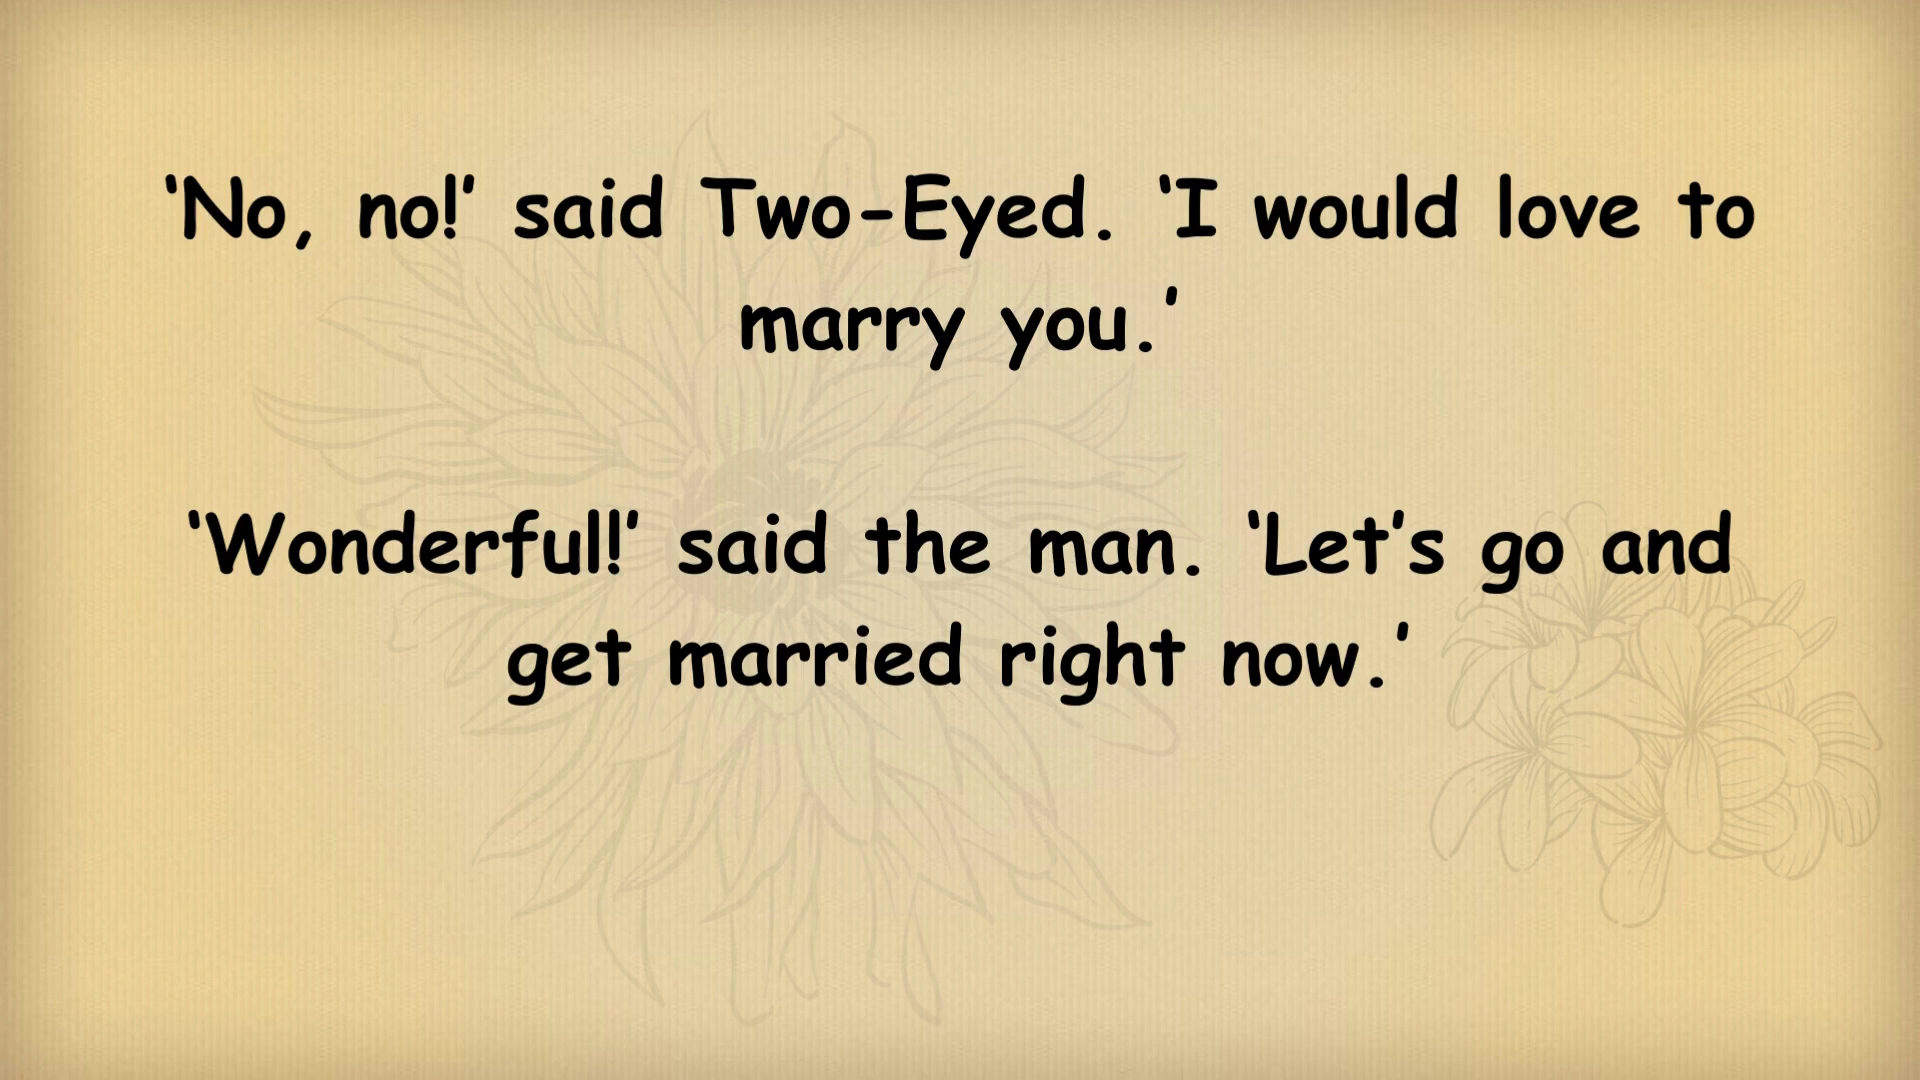 ‘No, no!’ said Two-Eyed. ‘I would love to
marry you.’
‘Wonderful!’ said the man. ‘Let’s go and
get married right now.’